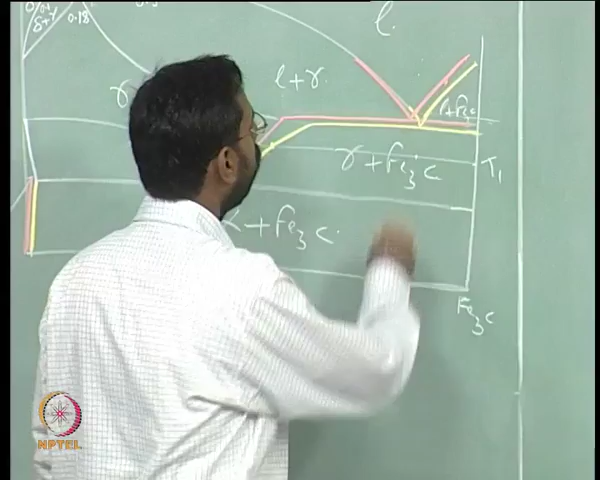 δ+γ
0.18
l
γ
l+γ
l+Fe3C
γ+Fe3C
T1
+Fe3C
Fe3C
NPTEL